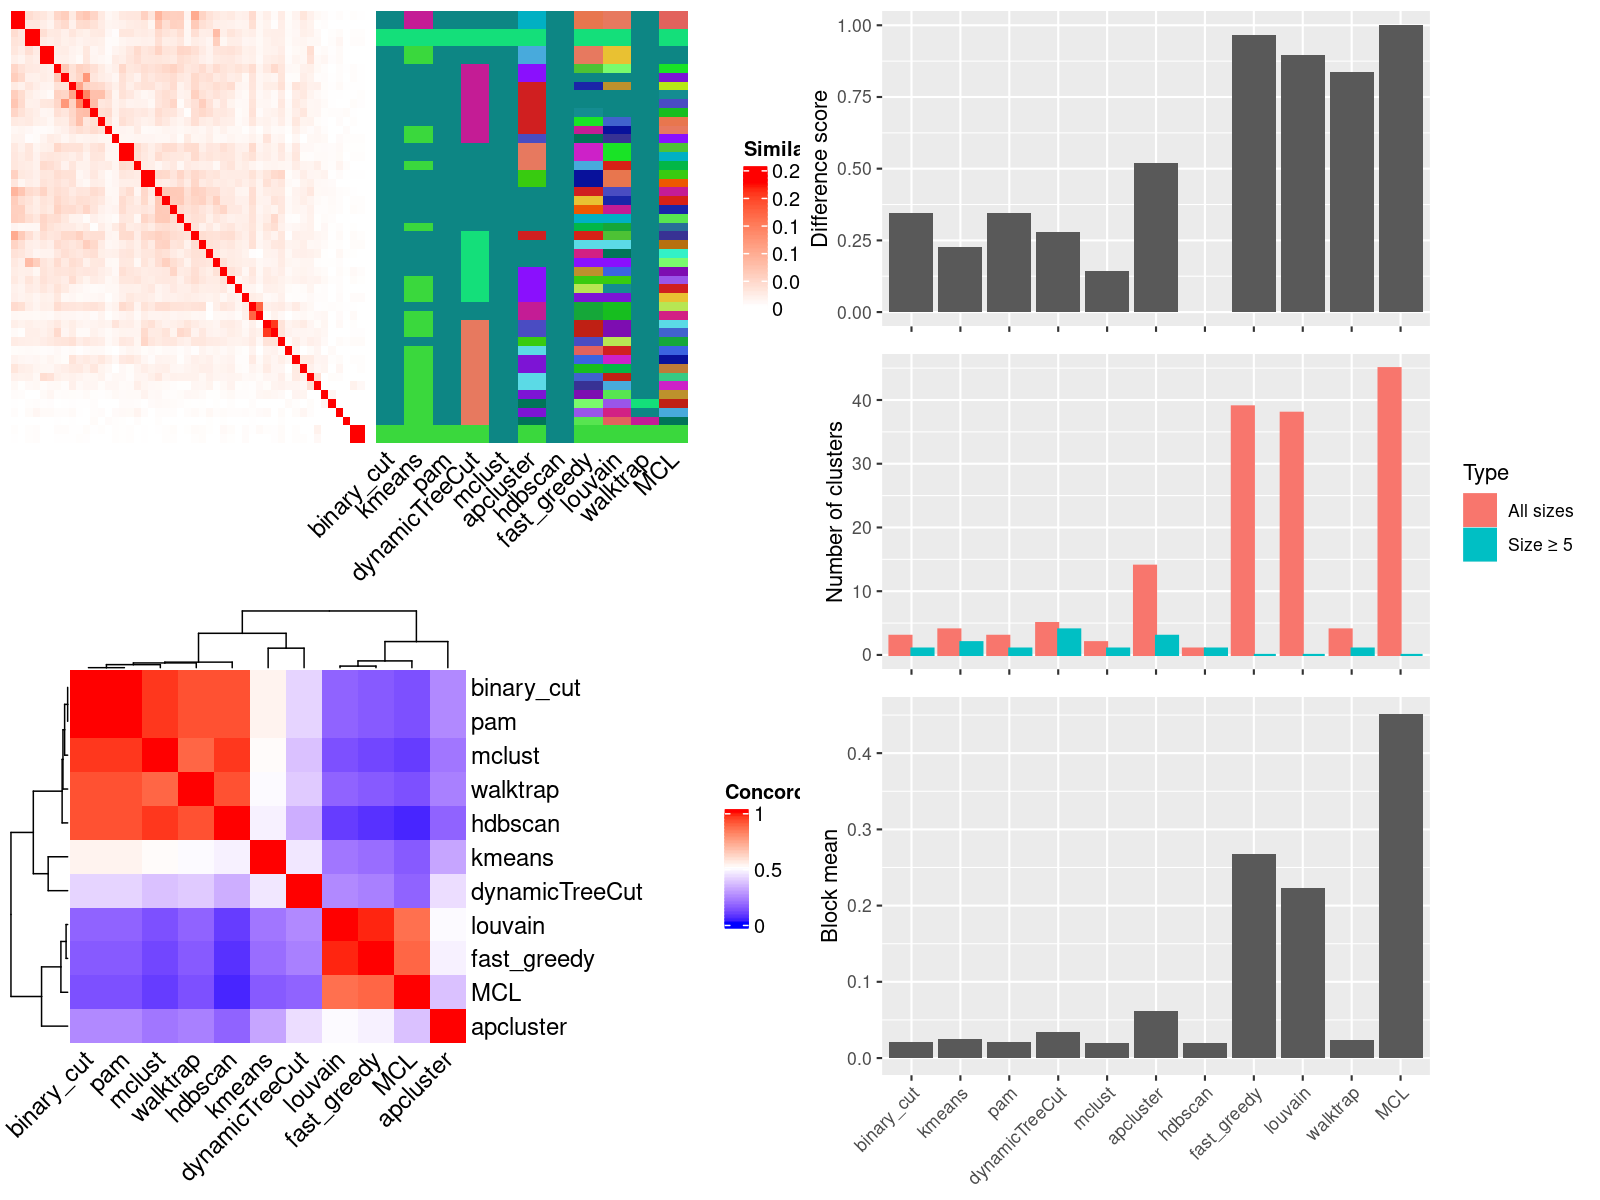 Simila
0.2
0.2
0.1
0.1
0.0
0
binary_cut
kmeans
pam
dynamicTreeCut
mclust
apcluster
hdbscan
fast_greedy
louvain
walktrap
MCL
binary_cut
pam
mclust
walktrap
hdbscan
kmeans
dynamicTreeCut
louvain
fast_greedy
MCL
apcluster
Concord
1
0.5
0
binary_cut
pam
mclust
walktrap
hdbscan
kmeans
dynamicTreeCut
louvain
fast_greedy
MCL
apcluster
Difference score
1.00
0.75
0.50
0.25
0.00
Number of clusters
40
30
20
10
0
Type
All sizes
Size ≥ 5
Block mean
0.4
0.3
0.2
0.1
0.0
binary_cut
kmeans
pam
dynamicTreeCut
mclust
apcluster
hdbscan
fast_greedy
louvain
walktrap
MCL